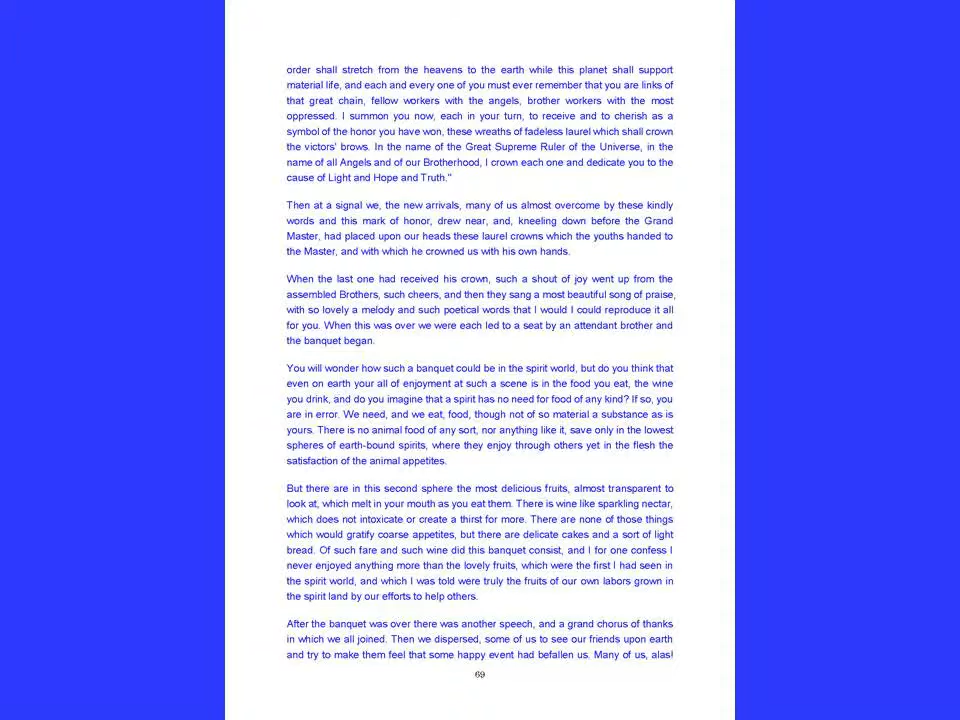 order shall stretch from the heavens to the earth while this planet shall support
material life, and each and every one of you must ever remember that you are links of
that great chain, fellow workers with the angels, brother workers with the most
oppressed. I summon you now, each in your turn, to receive and to cherish as a
symbol of the honor you have won, these wreaths of fadeless laurel which shall crown
the victors' brows. In the name of the Great Supreme Ruler of the Universe, in the
name of all Angels and of our Brotherhood, I crown each one and dedicate you to the
cause of Light and Hope and Truth."
Then at a signal we, the new arrivals, many of us almost overcome by these kindly
words and this mark of honor, drew near, and, kneeling down before the Grand
Master, had placed upon our heads these laurel crowns which the youths handed to
the Master, and with which he crowned us with his own hands.
When the last one had received his crown, such a shout of joy went up from the
assembled Brothers, such cheers, and then they sang a most beautiful song of praise,
with so lovely a melody and such poetical words that I would I could reproduce it all
for you. When this was over we were each led to a seat by an attendant brother and
the banquet began.
You will wonder how such a banquet could be in the spirit world, but do you think that
even on earth your all of enjoyment at such a scene is in the food you eat, the wine
you drink, and do you imagine that a spirit has no need for food of any kind? If so, you
are in error. We need, and we eat, food, though not of so material a substance as is
yours. There is no animal food of any sort, nor anything like it, save only in the lowest
spheres of earth-bound spirits, where they enjoy through others yet in the flesh the
satisfaction of the animal appetites.
But there are in this second sphere the most delicious fruits, almost transparent to
look at, which melt in your mouth as you eat them. There is wine like sparkling nectar,
which does not intoxicate or create a thirst for more. There are none of those things
which would gratify coarse appetites, but there are delicate cakes and a sort of light
bread. Of such fare and such wine did this banquet consist, and I for one confess I
never enjoyed anything more than the lovely fruits, which were the first I had seen in
the spirit world, and which I was told were truly the fruits of our own labors grown in
the spirit land by our efforts to help others.
After the banquet was over there was another speech, and a grand chorus of thanks
in which we all joined. Then we dispersed, some of us to see our friends upon earth
and try to make them feel that some happy event had befallen us. Many of us, alas!
69